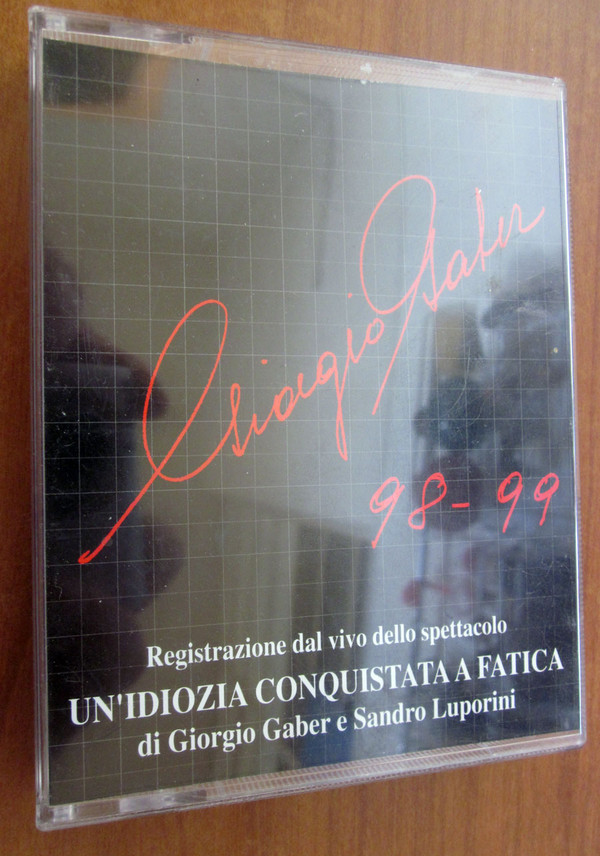 Giorgio Gaber
98-99
Registrazione dal vivo dello spettacolo
UN'IDIOZIA CONQUISTATA A FATICA
di Giorgio Gaber e Sandro Luporini